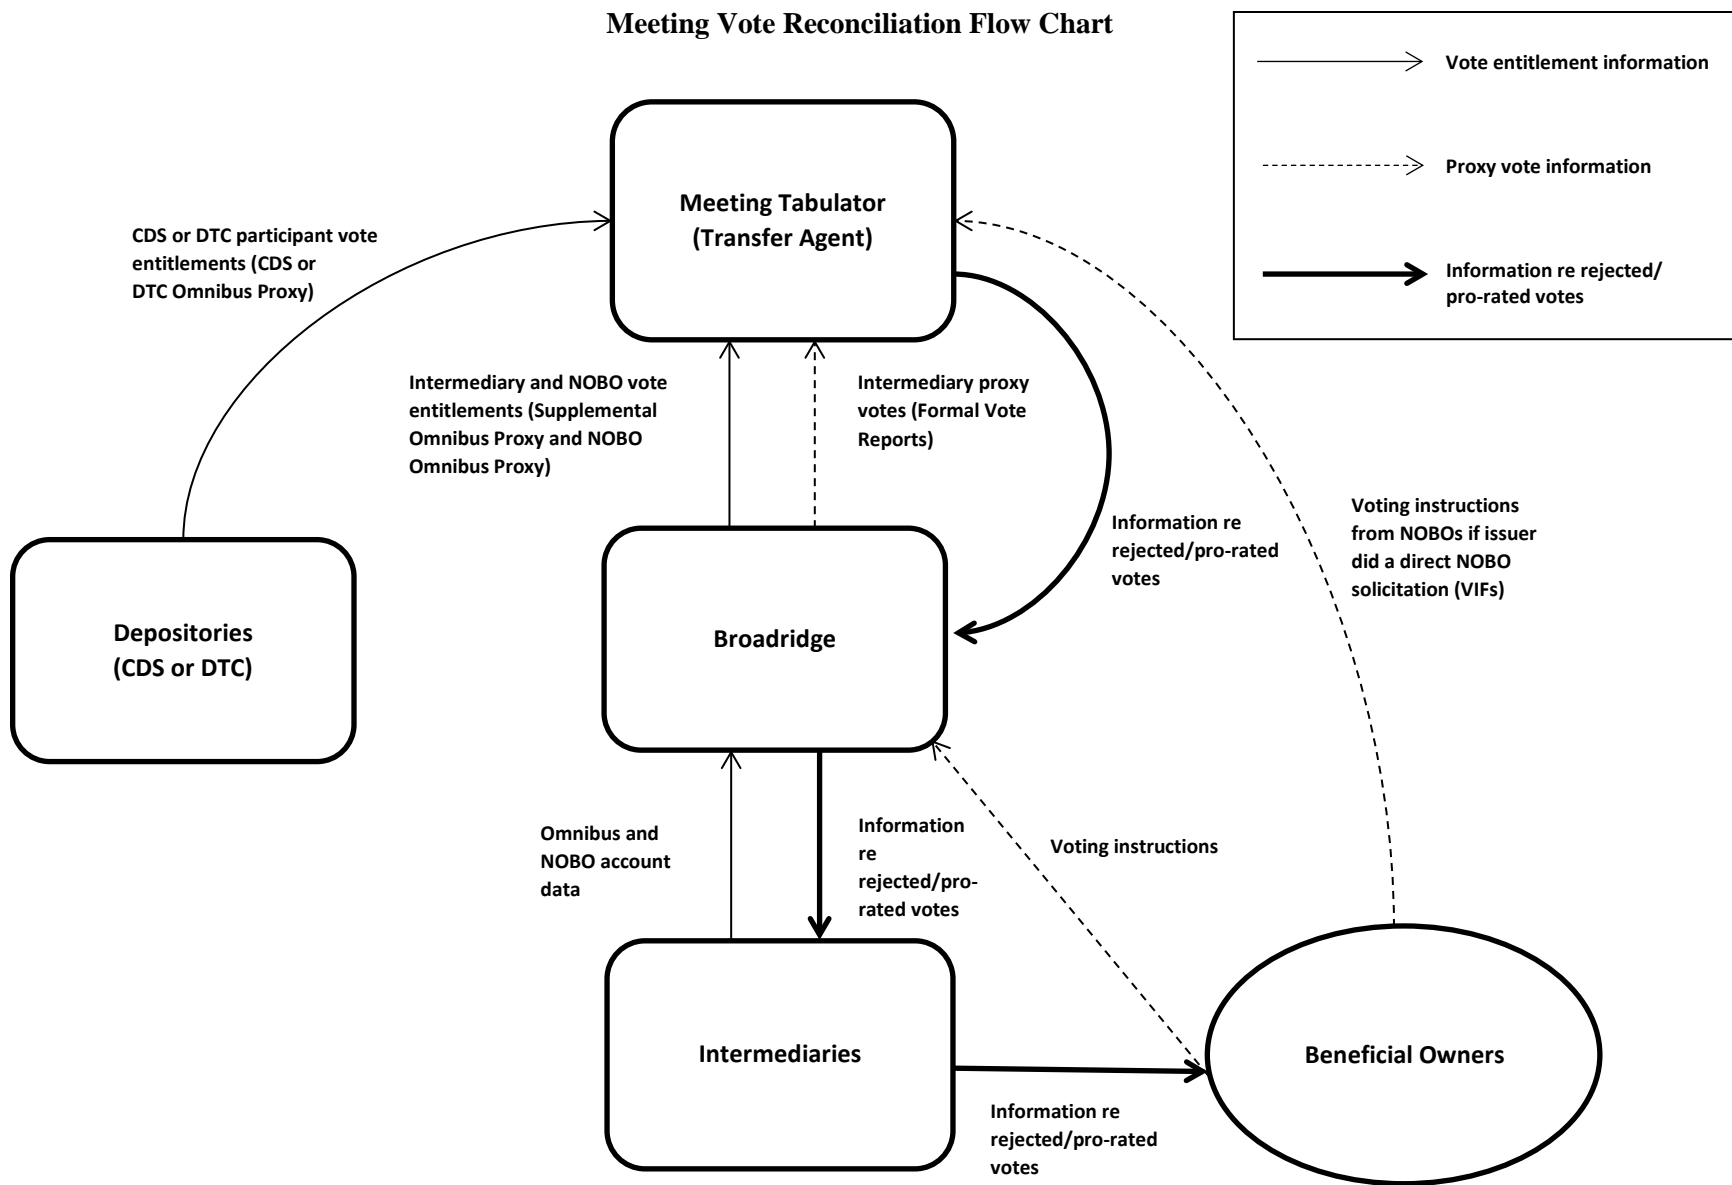 Meeting Vote Reconciliation Flow Chart
Vote entitlement information
Proxy vote information
Information re rejected/
pro-rated votes
Meeting Tabulator
(Transfer Agent)
CDS or DTC participant vote
entitlements (CDS or
DTC Omnibus Proxy)
Intermediary and NOBO vote
entitlements (Supplemental
Omnibus Proxy and NOBO
Omnibus Proxy)
Intermediary proxy
votes (Formal Vote
Reports)
Information re
rejected/pro-rated
votes
Voting instructions
from NOBOs if issuer
did a direct NOBO
solicitation (VIFs)
Depositories
(CDS or DTC)
Broadridge
Omnibus and
NOBO account
data
Information
re
rejected/pro-
rated votes
Voting instructions
Intermediaries
Beneficial Owners
Information re
rejected/pro-rated
votes